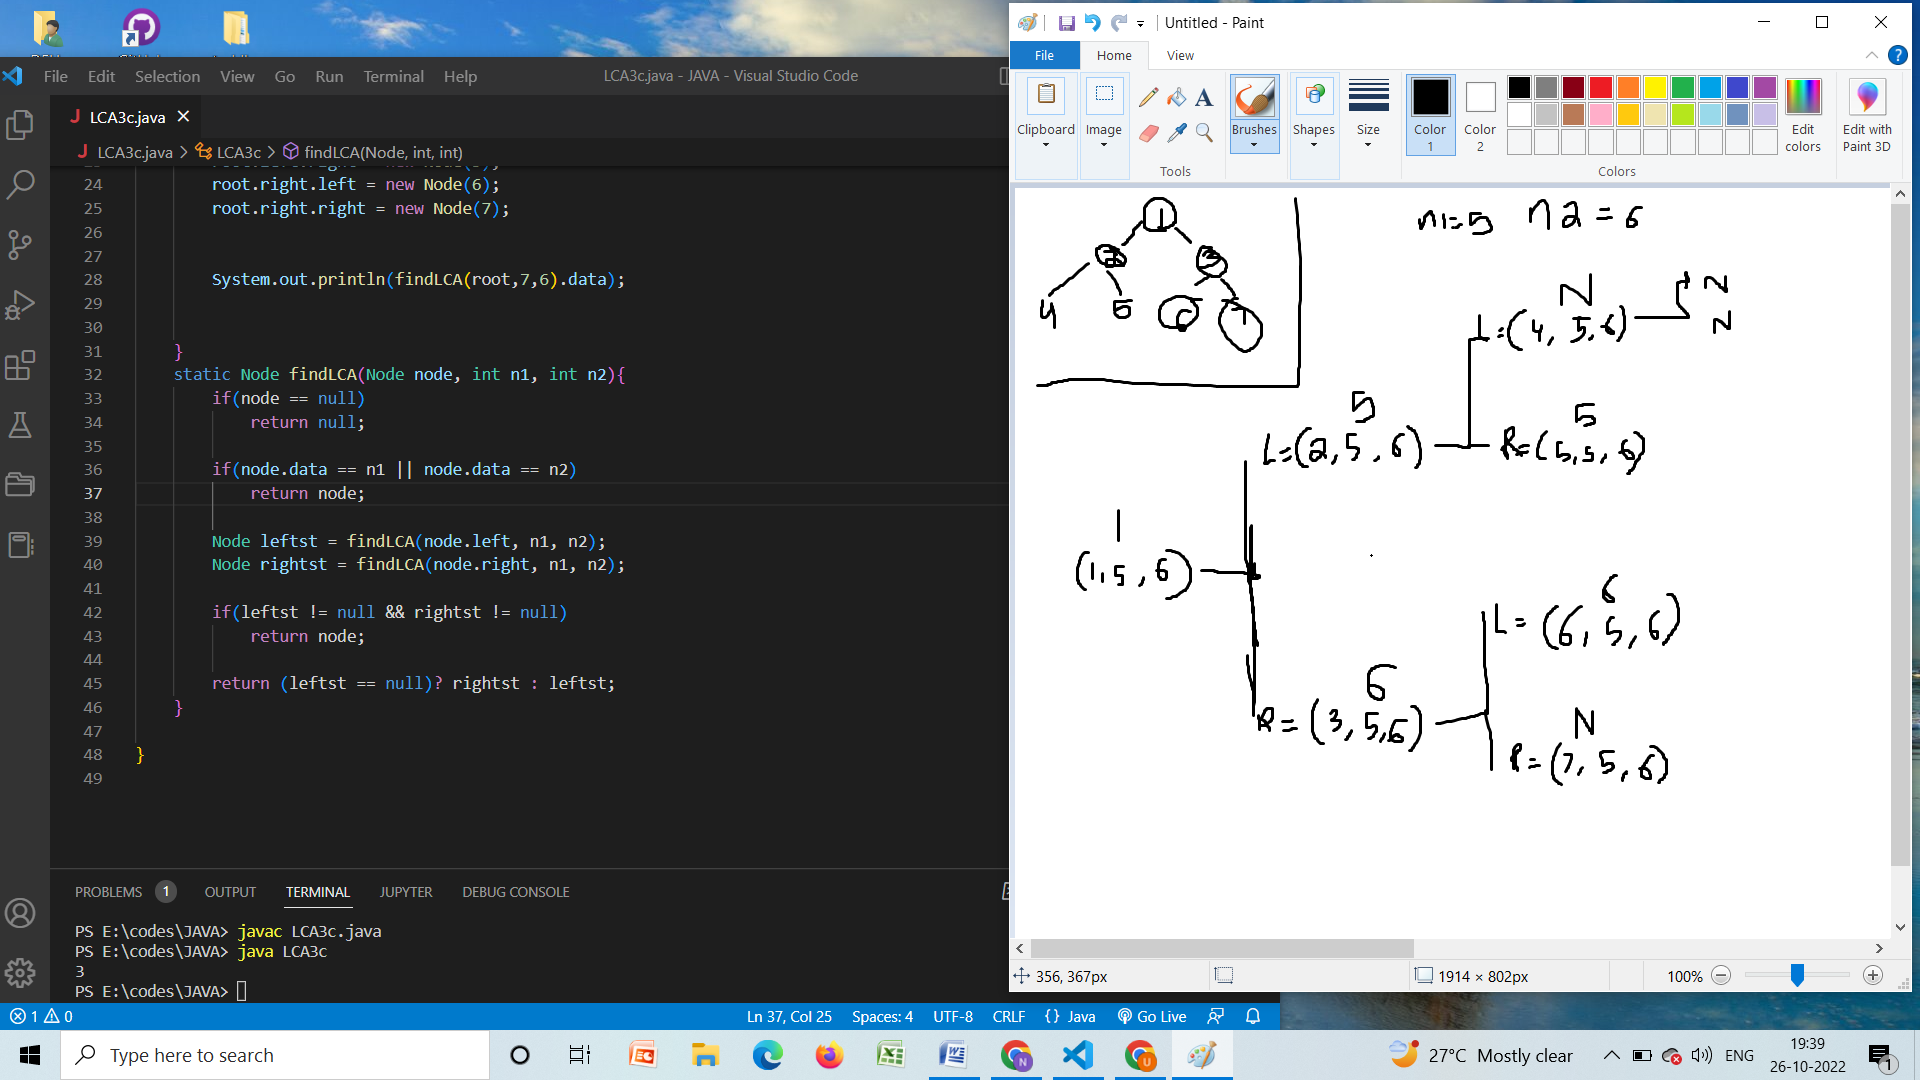 File Edit Selection View Go Run Terminal Help
LCA3c.java - JAVA - Visual Studio Code
J LCA3c.java ×
J LCA3c.java > LCA3c > findLCA(Node, int, int)
24 root.right.left = new Node(6);
25 root.right.right = new Node(7);
26
27
28 System.out.println(findLCA(root,7,6).data);
29
30
31 }
32 static Node findLCA(Node node, int n1, int n2){
33 if(node == null)
34 return null;
35
36 if(node.data == n1 || node.data == n2)
37 return node;
38
39 Node leftst = findLCA(node.left, n1, n2);
40 Node rightst = findLCA(node.right, n1, n2);
41
42 if(leftst != null && rightst != null)
43 return node;
44
45 return (leftst == null)? rightst : leftst;
46 }
47
48 }
49
PROBLEMS 1 OUTPUT TERMINAL JUPYTER DEBUG CONSOLE
PS E:\codes\JAVA> javac LCA3c.java
PS E:\codes\JAVA> java LCA3c
3
PS E:\codes\JAVA>
1 0 Ln 37, Col 25 Spaces: 4 UTF-8 CRLF {} Java Go Live
Untitled - Paint
File Home View
Clipboard Image Brushes Shapes Size Color 1 Color 2 Edit colors Edit with Paint 3D
Tools Colors
1
2 3
4 5 6 7
n1=5 n2=6
N
L=(4, 5,6) N
N
5
L=(2, 5, 6)
5
R=(5,5, 6)
1
(1,5,6)
6
L=(6, 5, 6)
6
R=(3, 5,6)
N
R=(7, 5, 6)
356, 367px 1914 × 802px 100%
Type here to search
27°C Mostly clear ENG 19:39
26-10-2022 1